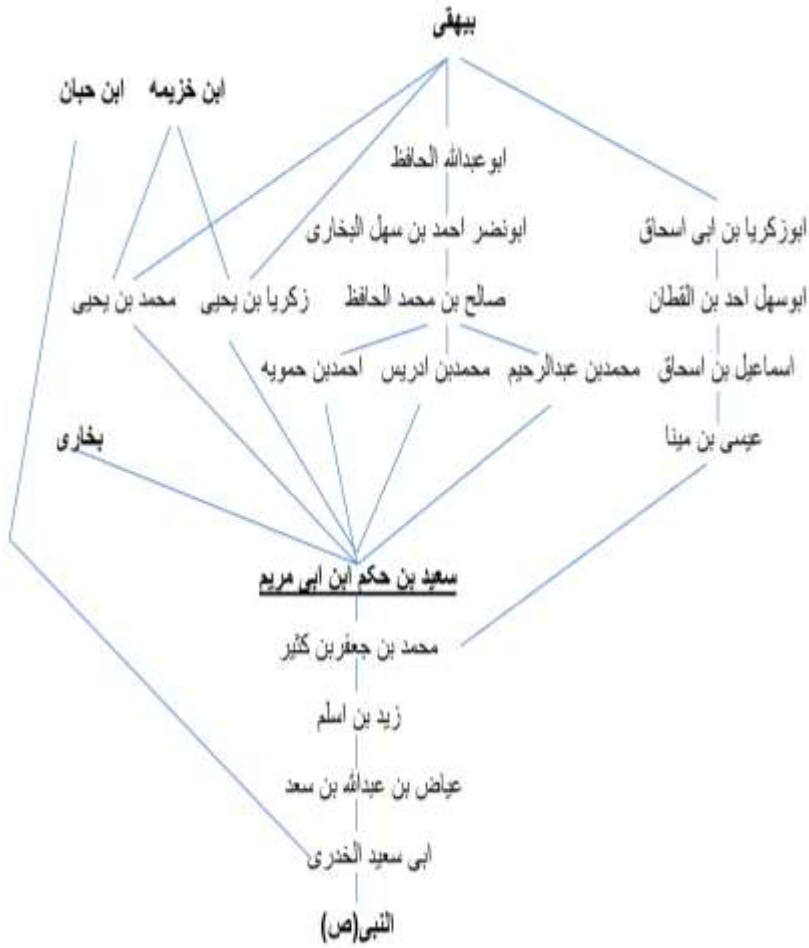 بیهقی
ابن خزیمه ابن حبان
ابو عبدالله الحافظ
ابوزکریا بن ابی اسحاق ابونضر احمد بن سهل البخاری
ابوسهل احد بن القطان صالح بن محمد الحافظ زکریا بن یحیی محمد بن یحیی
اسماعیل بن اسحاق محمدبن عبدالرحیم محمدبن ادریس احمدبن حمویه
عیسی بن مینا بخاری
سعید بن حکم ابن ابی مریم
محمد بن جعفربن کثیر
زید بن اسلم
عیاض بن عبدالله بن سعد
ابی سعید الخدری
النبی(ص)